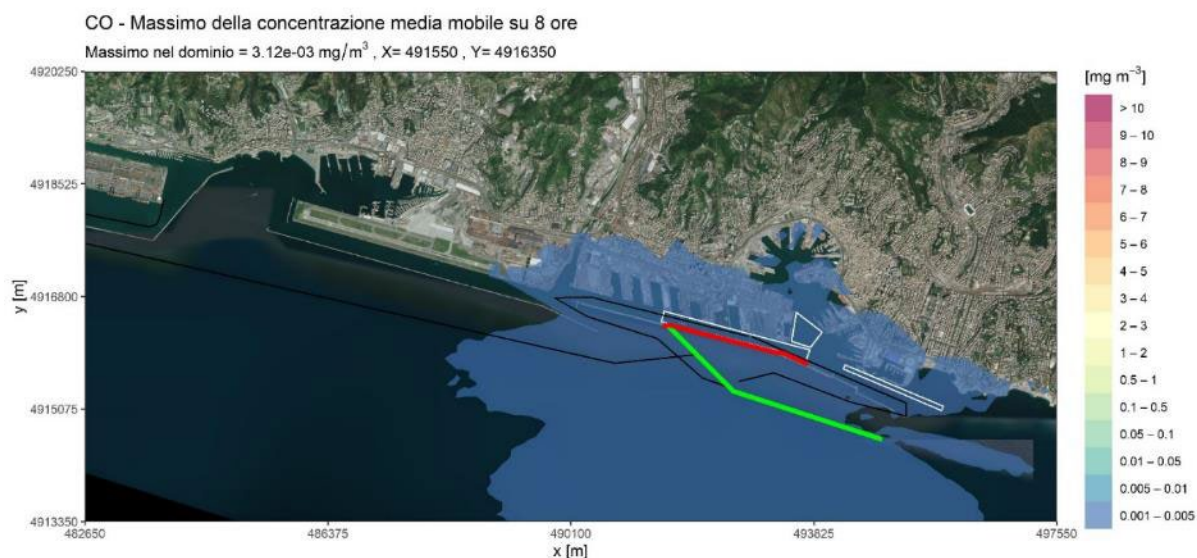 CO - Massimo della concentrazione media mobile su 8 ore
Massimo nel dominio = 3.12e-03 mg/m³ , X= 491550 , Y= 4916350
[mg m⁻³]
> 10
9 – 10
8 – 9
7 – 8
6 – 7
5 – 6
4 – 5
3 – 4
2 – 3
1 – 2
0.5 – 1
0.1 – 0.5
0.05 – 0.1
0.01 – 0.05
0.005 – 0.01
0.001 – 0.005
y [m]
4920250
4918525
4916800
4915075
4913350
482650
486375
490100
493825
497550
x [m]